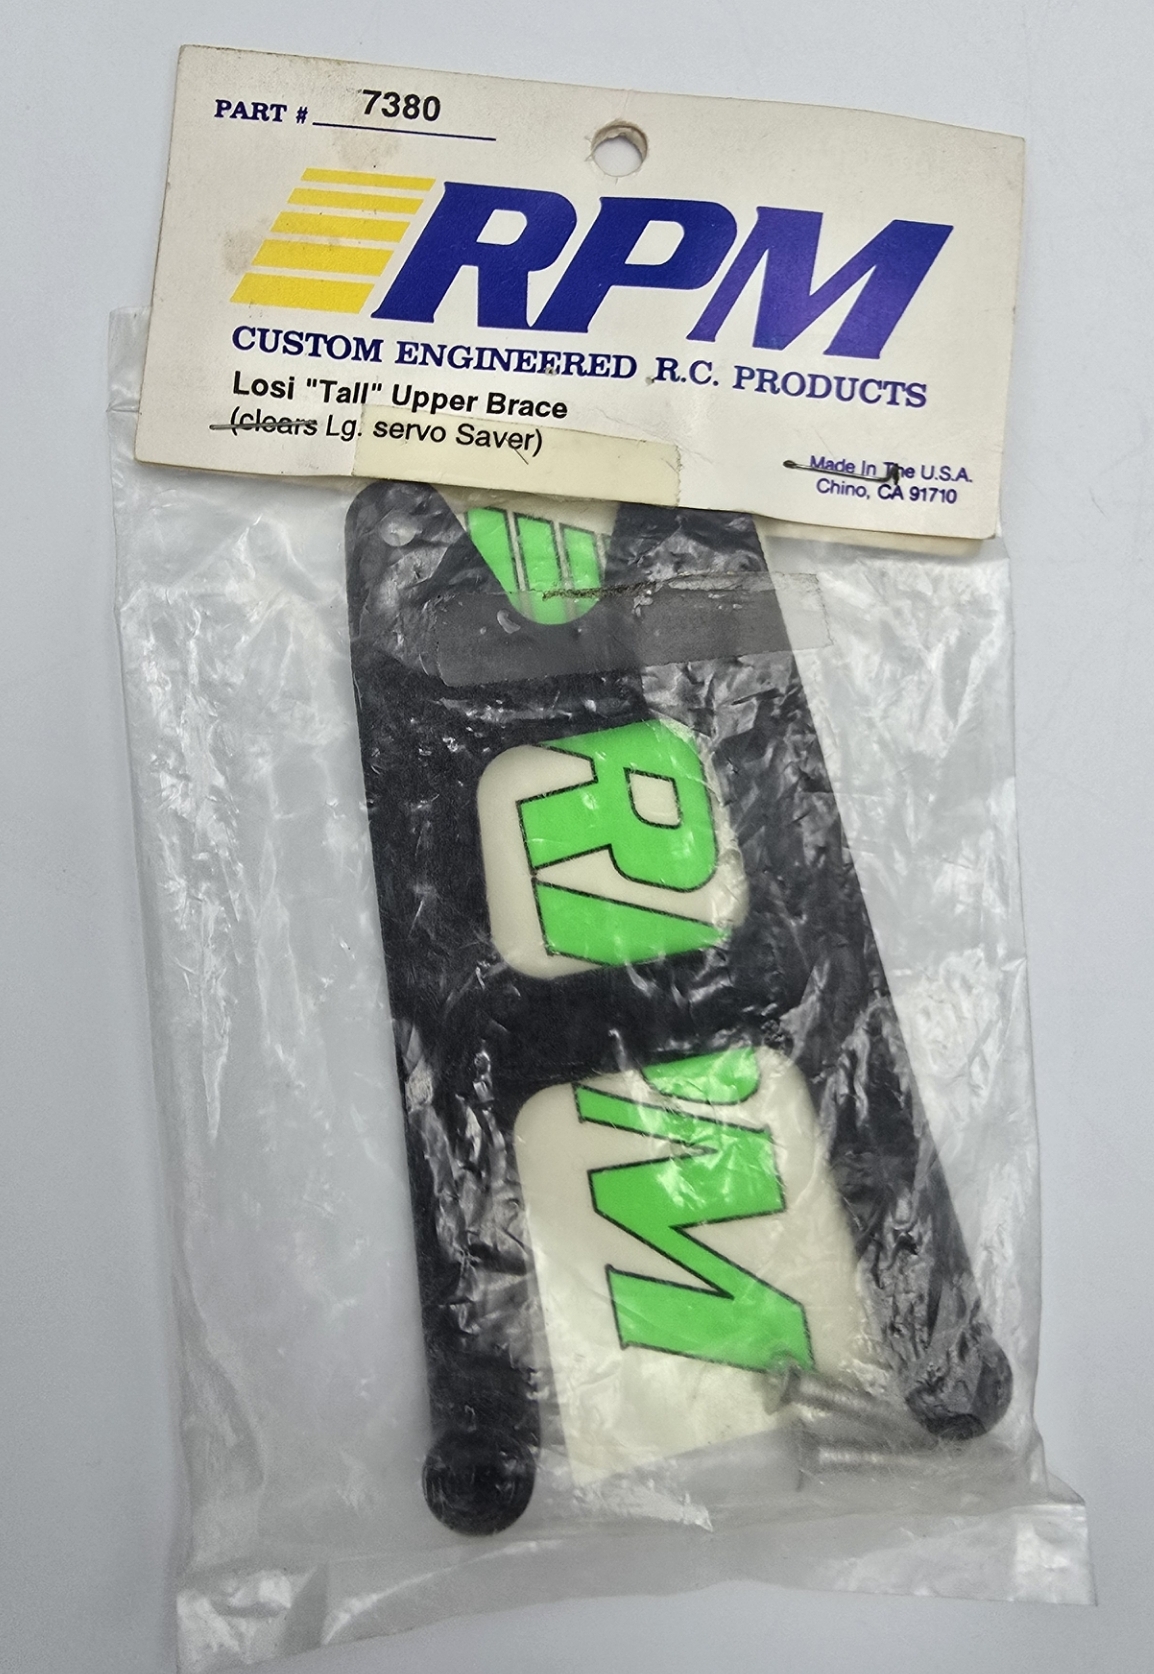 PART # 7380
RPM
CUSTOM ENGINEERED R.C. PRODUCTS
Losi "Tall" Upper Brace
(clears Lg. servo Saver)
Made In The U.S.A.
Chino, CA 91710
RPM